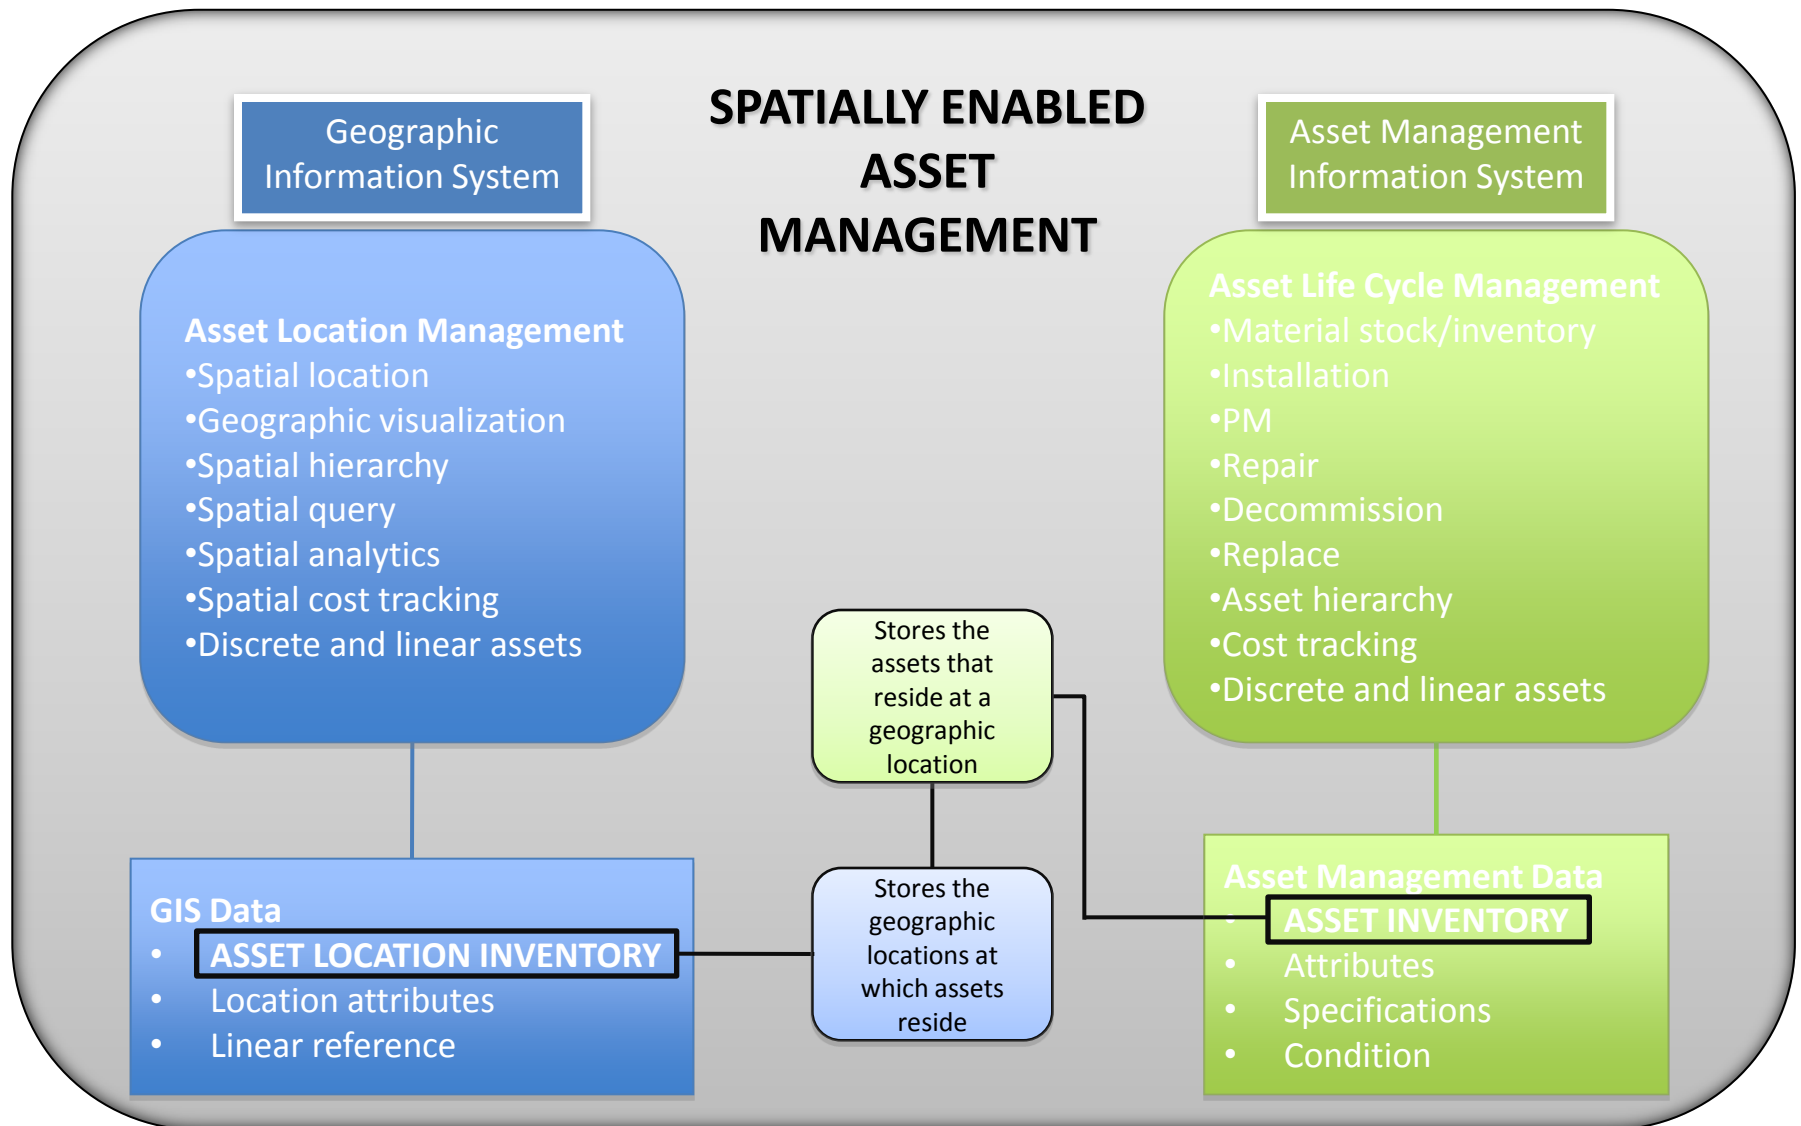 SPATIALLY ENABLED
ASSET
MANAGEMENT
Geographic
Information System
Asset Location Management
•Spatial location
•Geographic visualization
•Spatial hierarchy
•Spatial query
•Spatial analytics
•Spatial cost tracking
•Discrete and linear assets
GIS Data
• ASSET LOCATION INVENTORY
• Location attributes
• Linear reference
Stores the
assets that
reside at a
geographic
location
Stores the
geographic
locations at
which assets
reside
Asset Management
Information System
Asset Life Cycle Management
•Material stock/inventory
•Installation
•PM
•Repair
•Decommission
•Replace
•Asset hierarchy
•Cost tracking
•Discrete and linear assets
Asset Management Data
• ASSET INVENTORY
• Attributes
• Specifications
• Condition